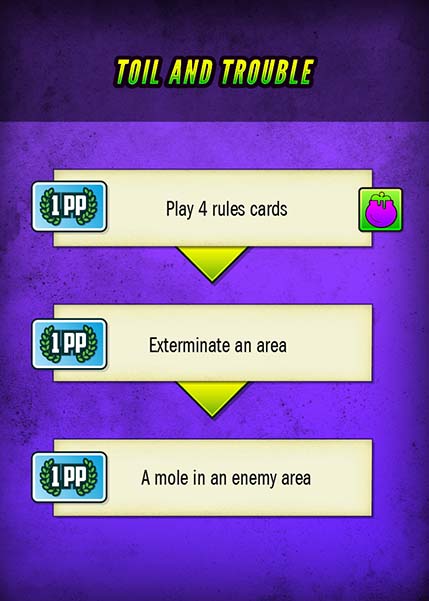 TOIL AND TROUBLE
1 PP
Play 4 rules cards
1 PP
Exterminate an area
1 PP
A mole in an enemy area